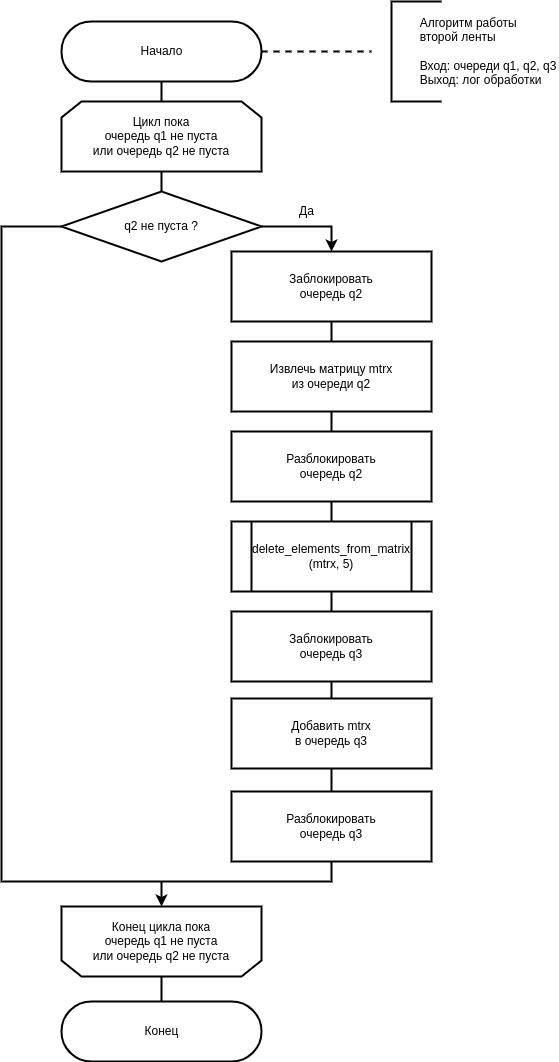 Начало
Алгоритм работы
второй ленты
Вход: очереди q1, q2, q3
Выход: лог обработки
Цикл пока
очередь q1 не пуста
или очередь q2 не пуста
q2 не пуста ?
Да
Заблокировать
очередь q2
Извлечь матрицу mtrx
из очереди q2
Разблокировать
очередь q2
delete_elements_from_matrix
(mtrx, 5)
Заблокировать
очередь q3
Добавить mtrx
в очередь q3
Разблокировать
очередь q3
Конец цикла пока
очередь q1 не пуста
или очередь q2 не пуста
Конец